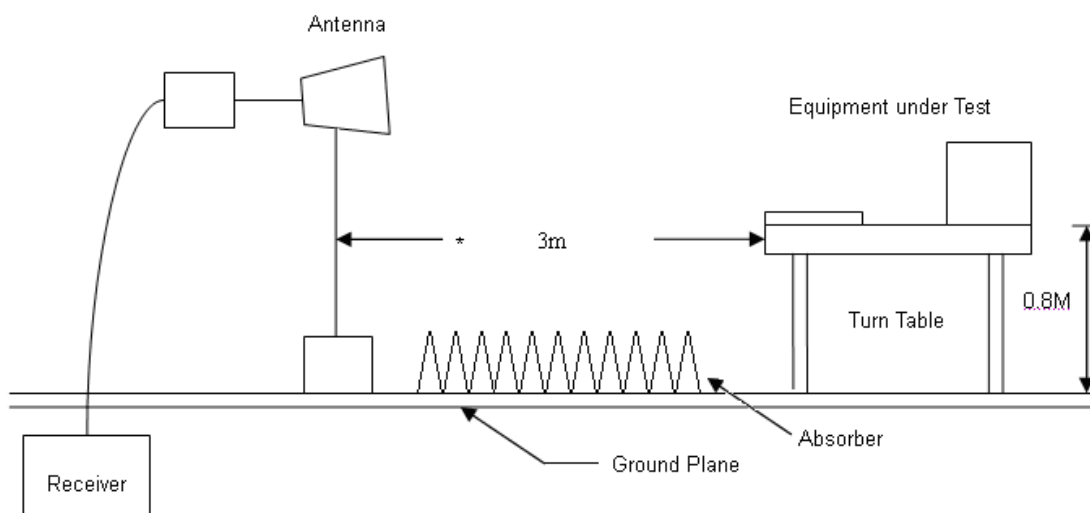 Antenna
Equipment under Test
* 3m
0.8M
Turn Table
Absorber
Ground Plane
Receiver